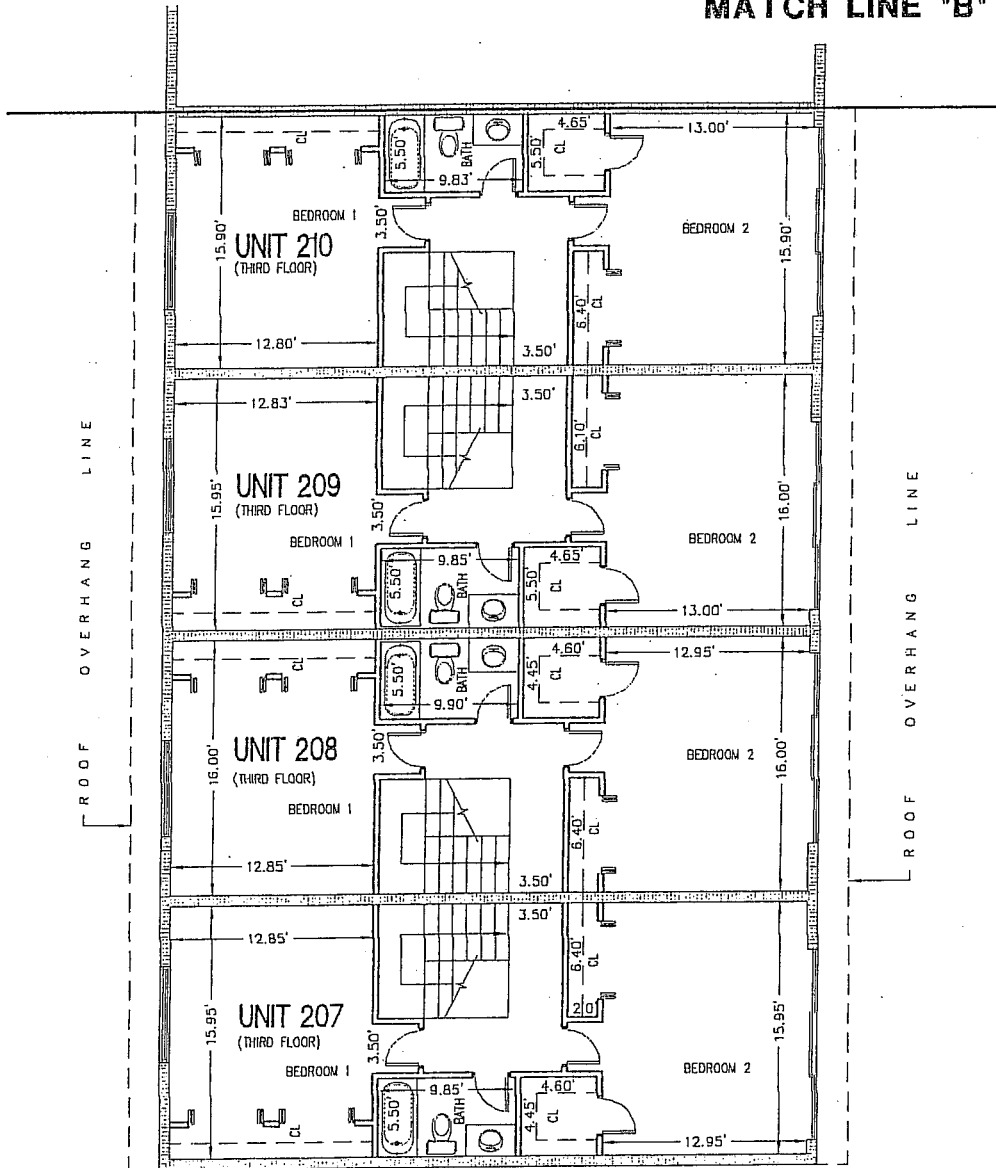 MATCH LINE "B"
4.65'
13.00'
CL
5.50'
BATH
5.50'
CL
9.83'
BEDROOM 1
3.50'
BEDROOM 2
15.90'
UNIT 210
(THIRD FLOOR)
15.90'
6.40'
CL
12.80'
3.50'
12.83'
3.50'
6.10'
CL
UNIT 209
(THIRD FLOOR)
15.95'
3.50'
16.00'
BEDROOM 1
BEDROOM 2
9.85'
4.65'
5.50'
BATH
5.50'
CL
CL
13.00'
4.60'
12.95'
CL
5.50'
BATH
4.45'
CL
9.90'
UNIT 208
(THIRD FLOOR)
3.50'
BEDROOM 2
16.00'
16.00'
BEDROOM 1
6.40'
CL
12.85'
3.50'
12.85'
3.50'
6.40'
CL
2.0'
UNIT 207
(THIRD FLOOR)
15.95'
3.50'
15.95'
BEDROOM 1
BEDROOM 2
9.85'
4.60'
5.50'
BATH
4.45'
CL
CL
12.95'
ROOF OVERHANG LINE
ROOF OVERHANG LINE